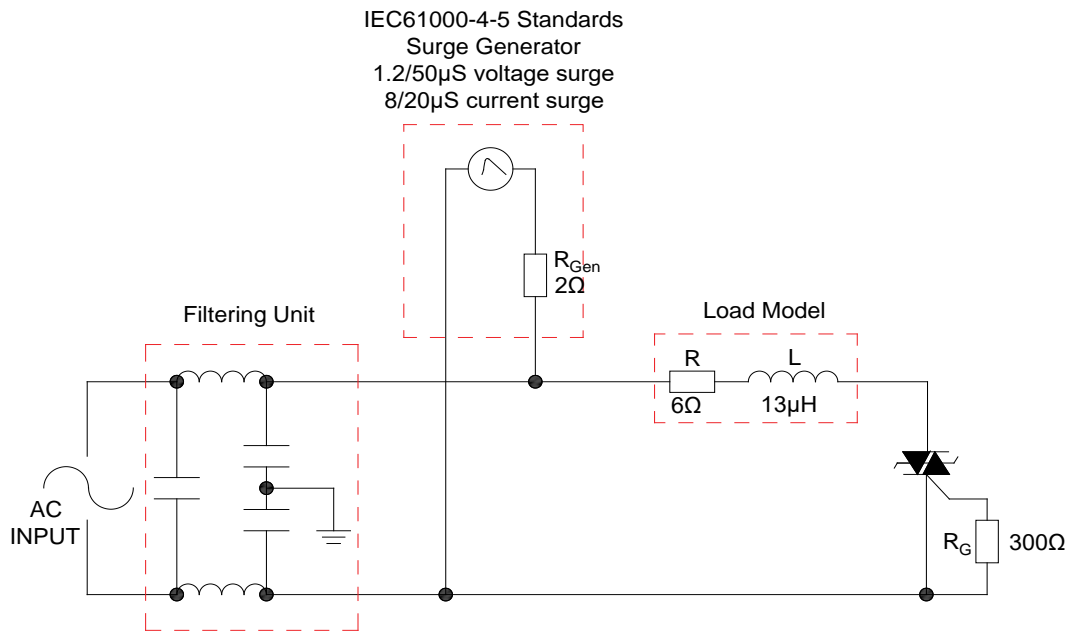 IEC61000-4-5 Standards
Surge Generator
1.2/50µS voltage surge
8/20µS current surge
R_Gen
2Ω
Filtering Unit
Load Model
R
L
6Ω
13µH
AC
INPUT
R_G
300Ω